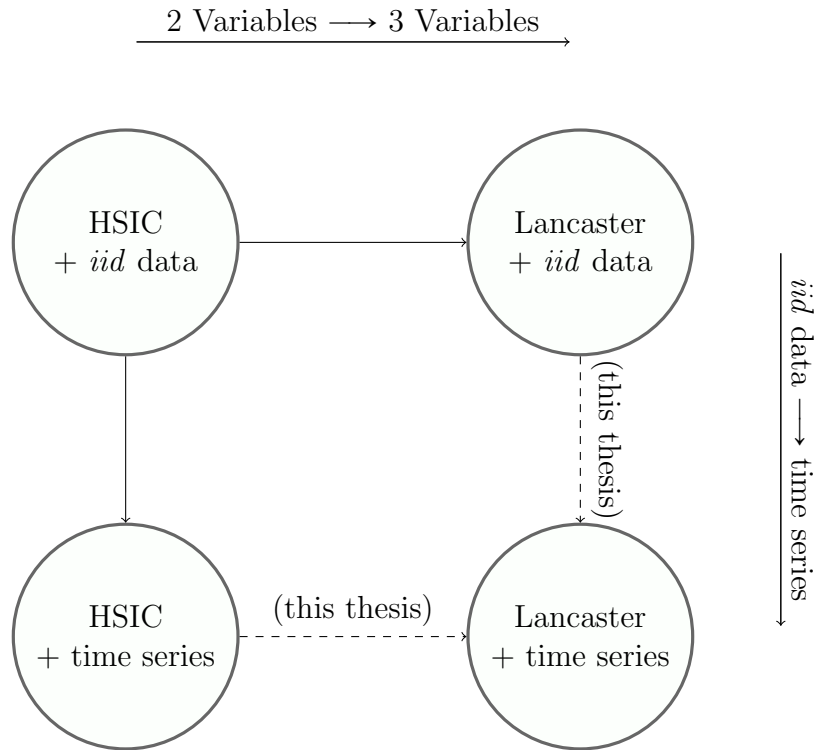 2 Variables ⟶ 3 Variables
HSIC
+ iid data
Lancaster
+ iid data
iid data ⟶ time series
(this thesis)
HSIC
+ time series
(this thesis)
Lancaster
+ time series